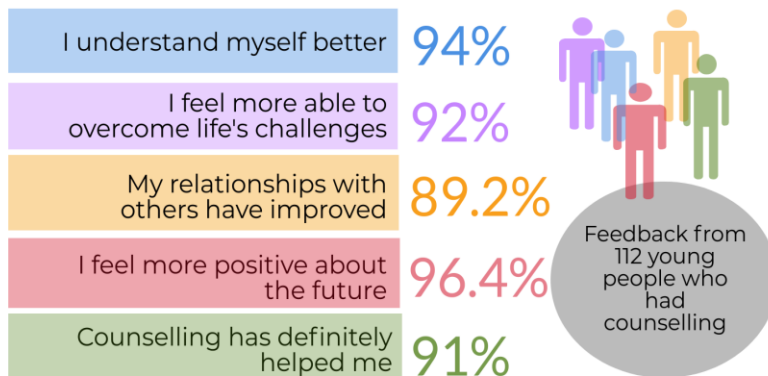 I understand myself better
94%
I feel more able to
overcome life's challenges
92%
My relationships with
others have improved
89.2%
I feel more positive about
the future
96.4%
Counselling has definitely
helped me
91%
Feedback from
112 young
people who
had
counselling